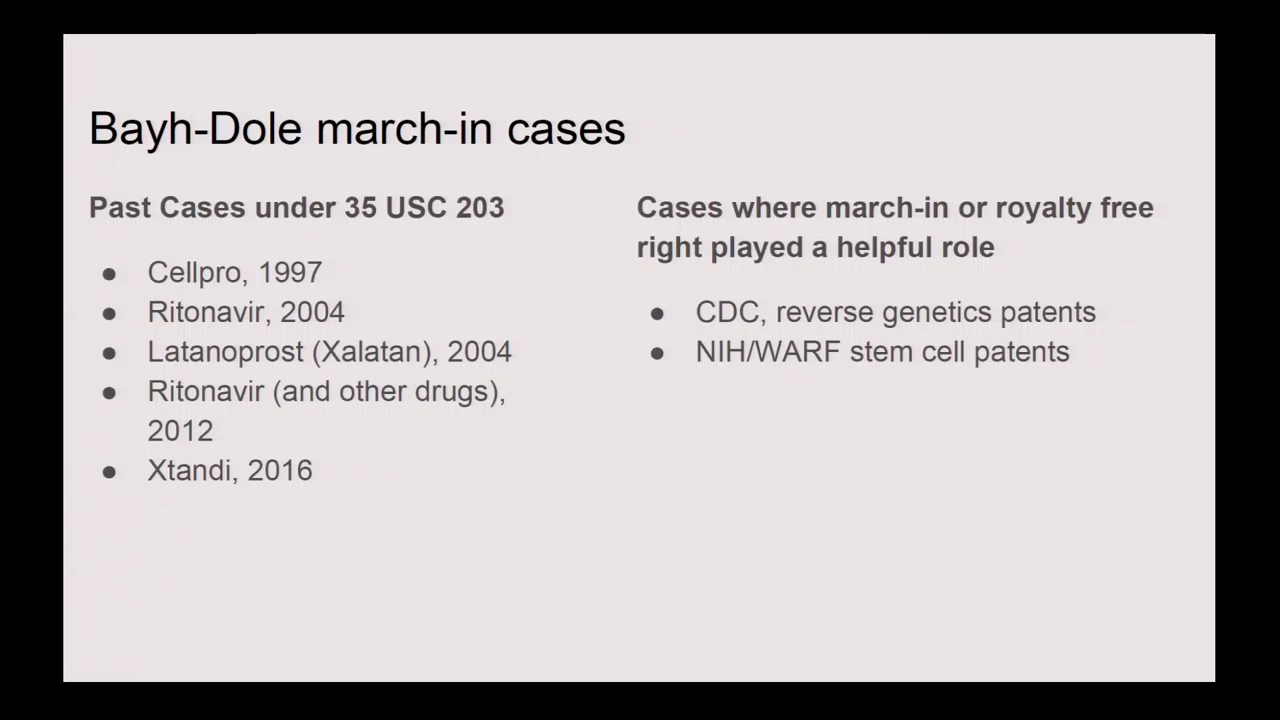 Bayh-Dole march-in cases
Past Cases under 35 USC 203
● Cellpro, 1997
● Ritonavir, 2004
● Latanoprost (Xalatan), 2004
● Ritonavir (and other drugs),
2012
● Xtandi, 2016
Cases where march-in or royalty free
right played a helpful role
● CDC, reverse genetics patents
● NIH/WARF stem cell patents